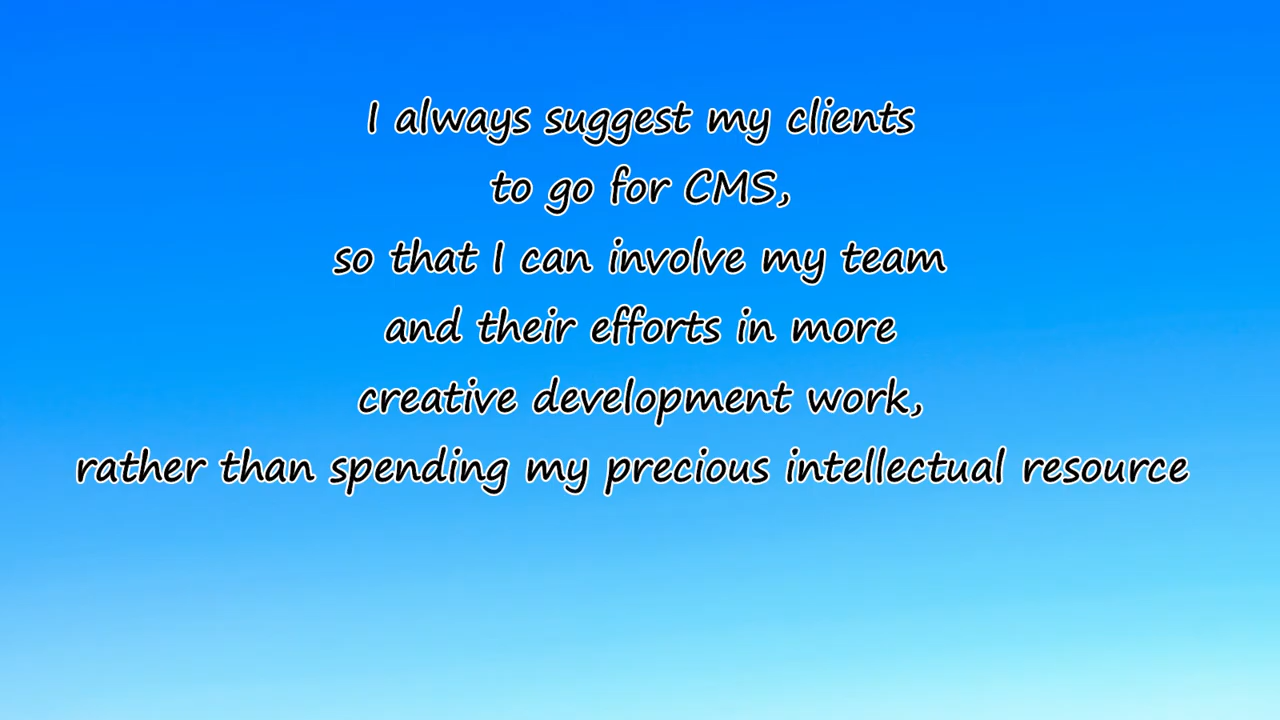 I always suggest my clients
to go for CMS,
so that I can involve my team
and their efforts in more
creative development work,
rather than spending my precious intellectual resource